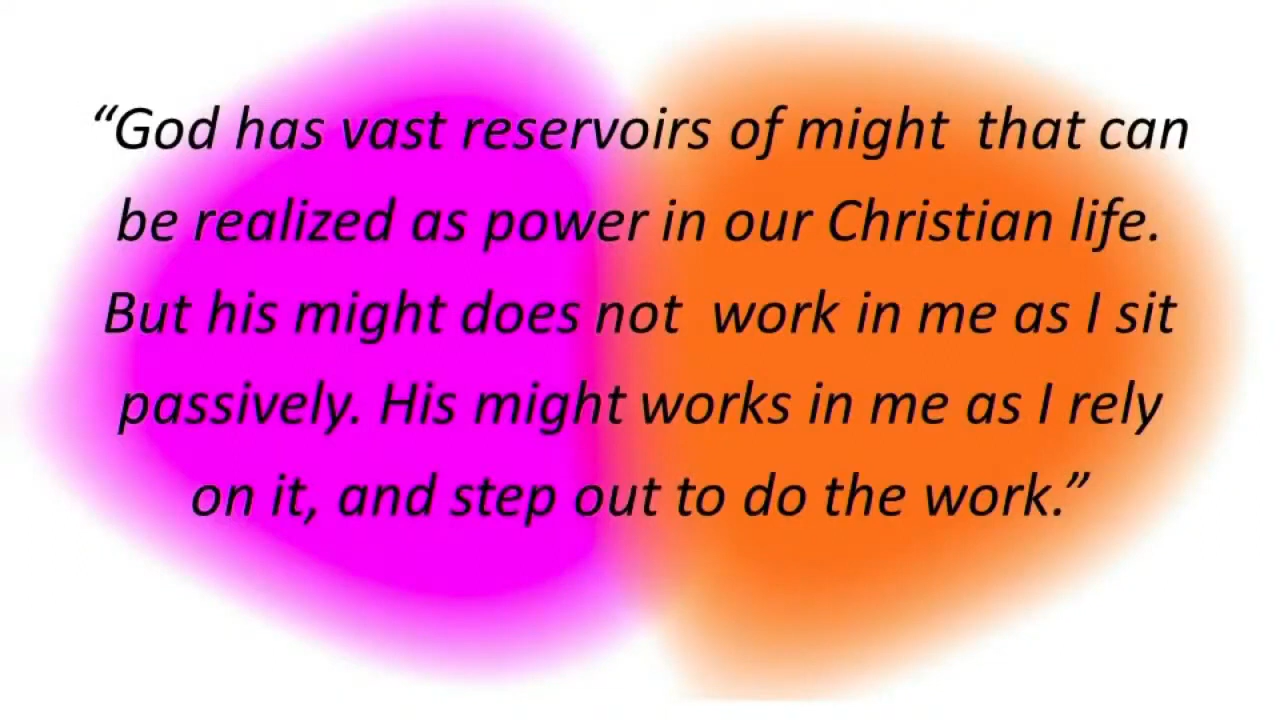 “God has vast reservoirs of might  that can
be realized as power in our Christian life.
But his might does not  work in me as I sit
passively. His might works in me as I rely
on it, and step out to do the work.”